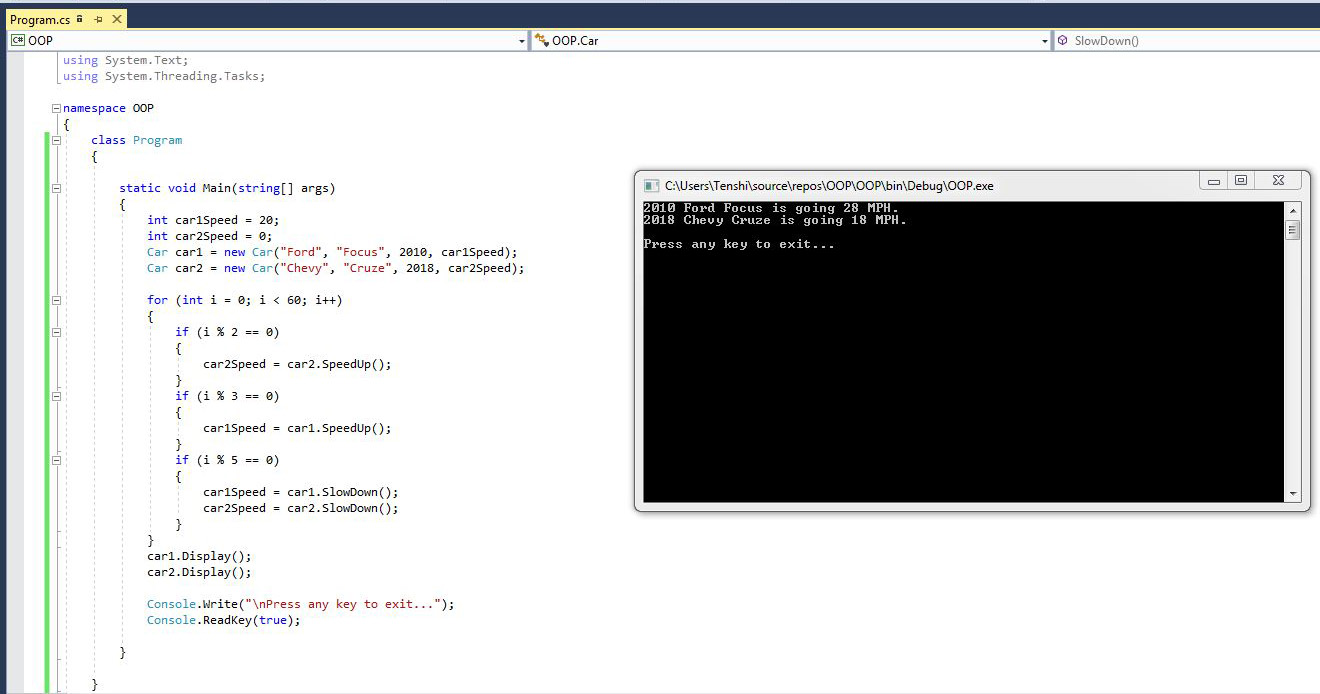 Program.cs
OOP
OOP.Car
SlowDown()
using System.Text;
using System.Threading.Tasks;
namespace OOP
{
class Program
{
static void Main(string[] args)
{
int car1Speed = 20;
int car2Speed = 0;
Car car1 = new Car("Ford", "Focus", 2010, car1Speed);
Car car2 = new Car("Chevy", "Cruze", 2018, car2Speed);
for (int i = 0; i < 60; i++)
{
if (i % 2 == 0)
{
car2Speed = car2.SpeedUp();
}
if (i % 3 == 0)
{
car1Speed = car1.SpeedUp();
}
if (i % 5 == 0)
{
car1Speed = car1.SlowDown();
car2Speed = car2.SlowDown();
}
}
car1.Display();
car2.Display();
Console.Write("\nPress any key to exit...");
Console.ReadKey(true);
}
}
C:\Users\Tenshi\source\repos\OOP\OOP\bin\Debug\OOP.exe
2010 Ford Focus is going 28 MPH.
2018 Chevy Cruze is going 18 MPH.
Press any key to exit...